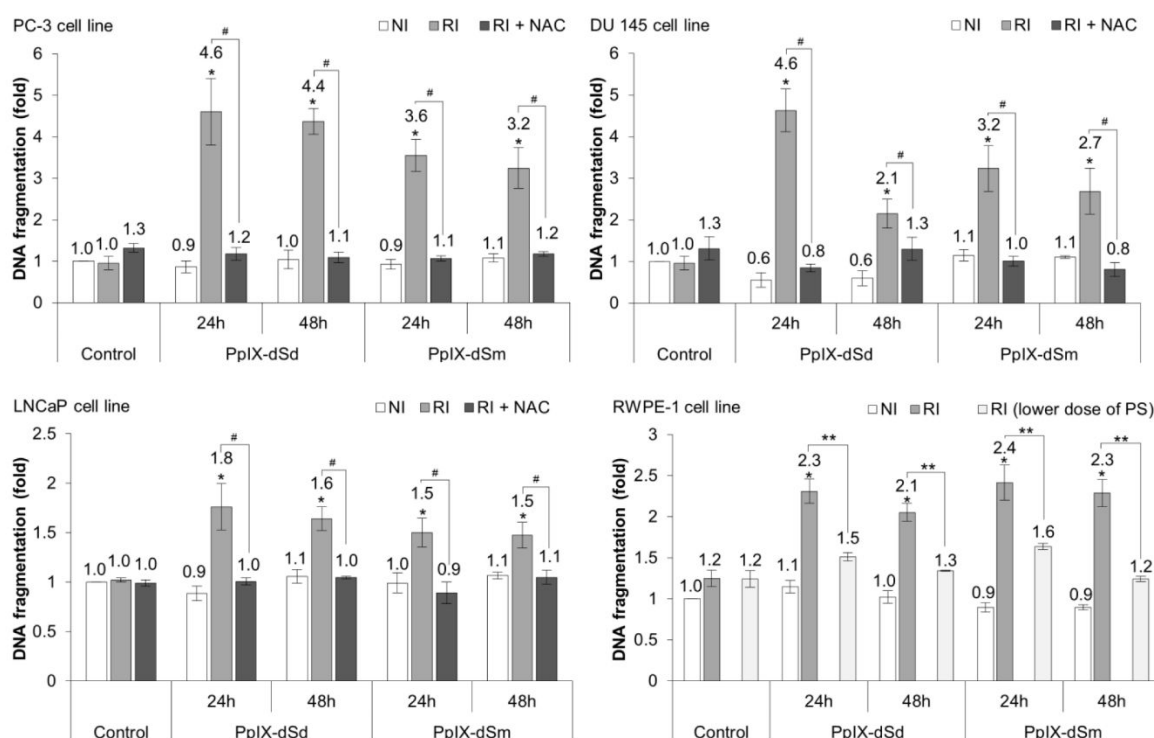 PC-3 cell line
NI RI RI + NAC
DNA fragmentation (fold)
6
5
4
3
2
1
0
1.0 1.0 1.3
0.9 4.6 * # 1.2
1.0 4.4 * # 1.1
0.9 3.6 * # 1.1
1.1 3.2 * # 1.2
24h 48h 24h 48h
Control PpIX-dSd PpIX-dSm
DU 145 cell line
NI RI RI + NAC
DNA fragmentation (fold)
6
5
4
3
2
1
0
1.0 1.0 1.3
0.6 4.6 * # 0.8
0.6 2.1 * # 1.3
1.1 3.2 * # 1.0
1.1 2.7 * # 0.8
24h 48h 24h 48h
Control PpIX-dSd PpIX-dSm
LNCaP cell line
NI RI RI + NAC
DNA fragmentation (fold)
2.5
2
1.5
1
0.5
0
1.0 1.0 1.0
0.9 1.8 * # 1.0
1.1 1.6 * # 1.0
1.0 1.5 * # 0.9
1.1 1.5 * # 1.1
24h 48h 24h 48h
Control PpIX-dSd PpIX-dSm
RWPE-1 cell line
NI RI RI (lower dose of PS)
DNA fragmentation (fold)
3
2.5
2
1.5
1
0.5
0
1.0 1.2 1.2
1.1 2.3 * ** 1.5
1.0 2.1 * ** 1.3
0.9 2.4 * ** 1.6
0.9 2.3 * ** 1.2
24h 48h 24h 48h
Control PpIX-dSd PpIX-dSm